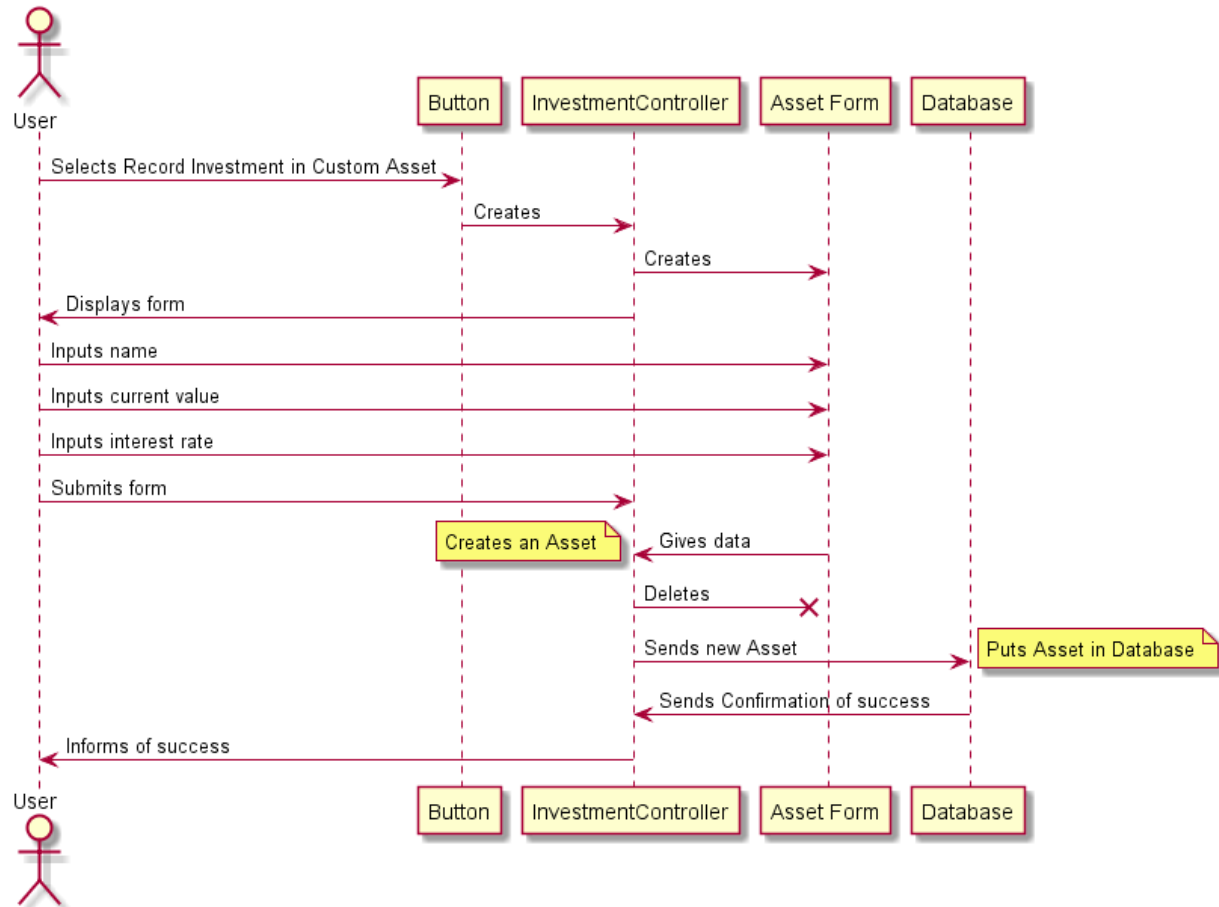 User
Button
InvestmentController
Asset Form
Database
Selects Record Investment in Custom Asset
Creates
Creates
Displays form
Inputs name
Inputs current value
Inputs interest rate
Submits form
Creates an Asset
Gives data
Deletes
Sends new Asset
Puts Asset in Database
Sends Confirmation of success
Informs of success
User
Button
InvestmentController
Asset Form
Database